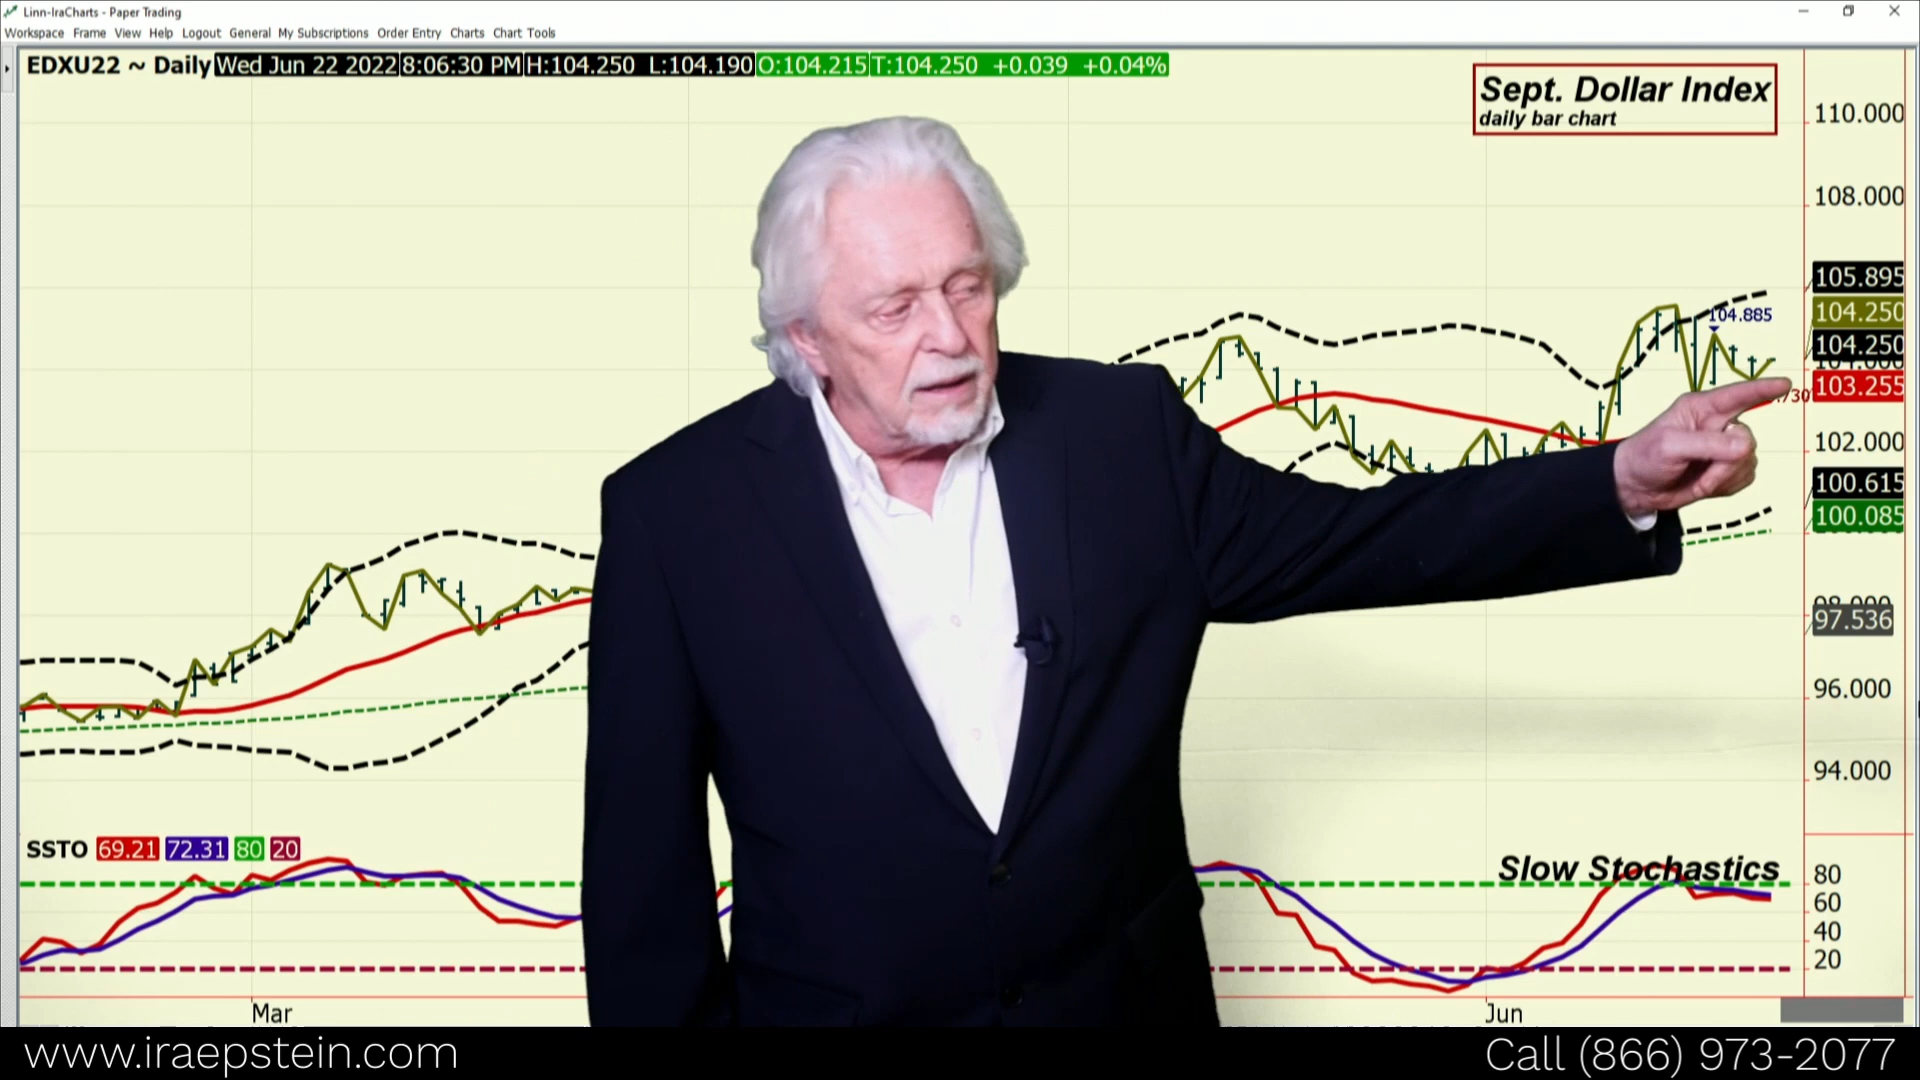 Linn-IraCharts - Paper Trading
Workspace Frame View Help Logout General My Subscriptions Order Entry Charts Chart Tools
EDXU22 ~ Daily Wed Jun 22 2022 8:06:30 PM H:104.250 L:104.190 O:104.215 T:104.250 +0.039 +0.04%
Sept. Dollar Index
daily bar chart
110.000
108.000
105.895
104.250
104.885
104.250
104.000
103.255
102.000
100.615
100.085
98.000
97.536
96.000
94.000
SSTO 69.21 72.31 80 20
Slow Stochastics
80
60
40
20
Mar
Jun
www.iraepstein.com
Call (866) 973-2077